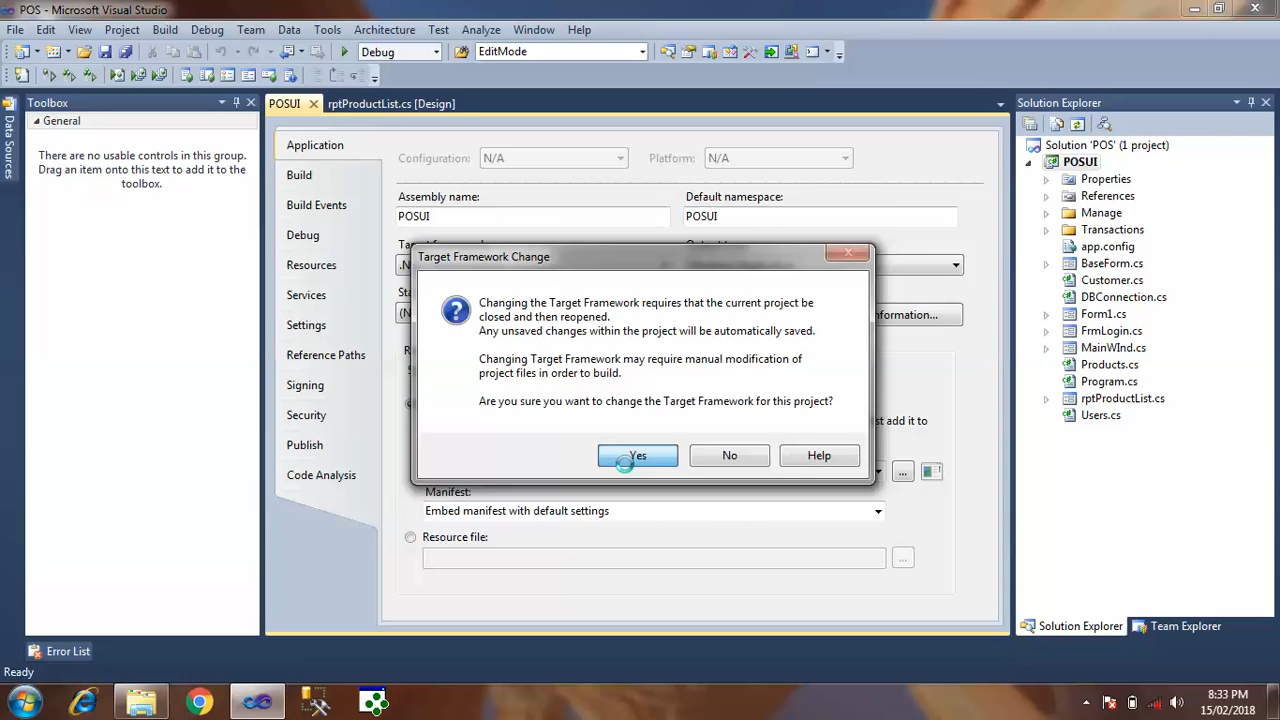 POS - Microsoft Visual Studio
File Edit View Project Build Debug Team Data Tools Architecture Test Analyze Window Help
Debug EditMode
Toolbox
General
There are no usable controls in this group.
Drag an item onto this text to add it to the
toolbox.
Data Sources
POSUI rptProductList.cs [Design]
Application
Build
Build Events
Debug
Resources
Services
Settings
Reference Paths
Signing
Security
Publish
Code Analysis
Configuration: N/A Platform: N/A
Assembly name: Default namespace:
POSUI POSUI
Target Framework Change
Changing the Target Framework requires that the current project be
closed and then reopened.
Any unsaved changes within the project will be automatically saved.
Changing Target Framework may require manual modification of
project files in order to build.
Are you sure you want to change the Target Framework for this project?
Yes No Help
nformation...
st add it to
...
Manifest:
Embed manifest with default settings
Resource file:
...
Solution Explorer
Solution 'POS' (1 project)
POSUI
Properties
References
Manage
Transactions
app.config
BaseForm.cs
Customer.cs
DBConnection.cs
Form1.cs
FrmLogin.cs
MainWInd.cs
Products.cs
Program.cs
rptProductList.cs
Users.cs
Solution Explorer Team Explorer
Error List
Ready
8:33 PM
15/02/2018